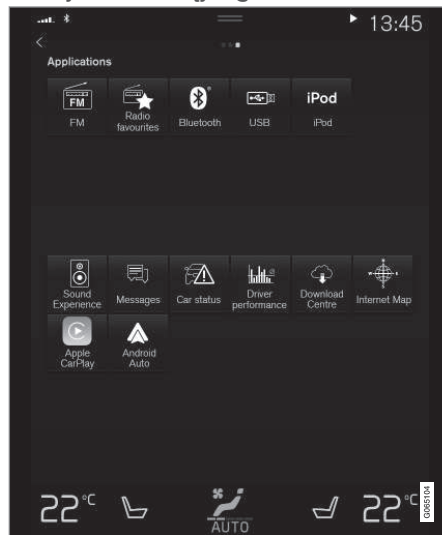 13:45
Applications
FM
FM
Radio
favourites
Bluetooth
USB
iPod
iPod
Sound
Experience
Messages
Car status
Driver
performance
Download
Centre
Internet Map
Apple
CarPlay
Android
Auto
22°C
AUTO
22°C
G065104